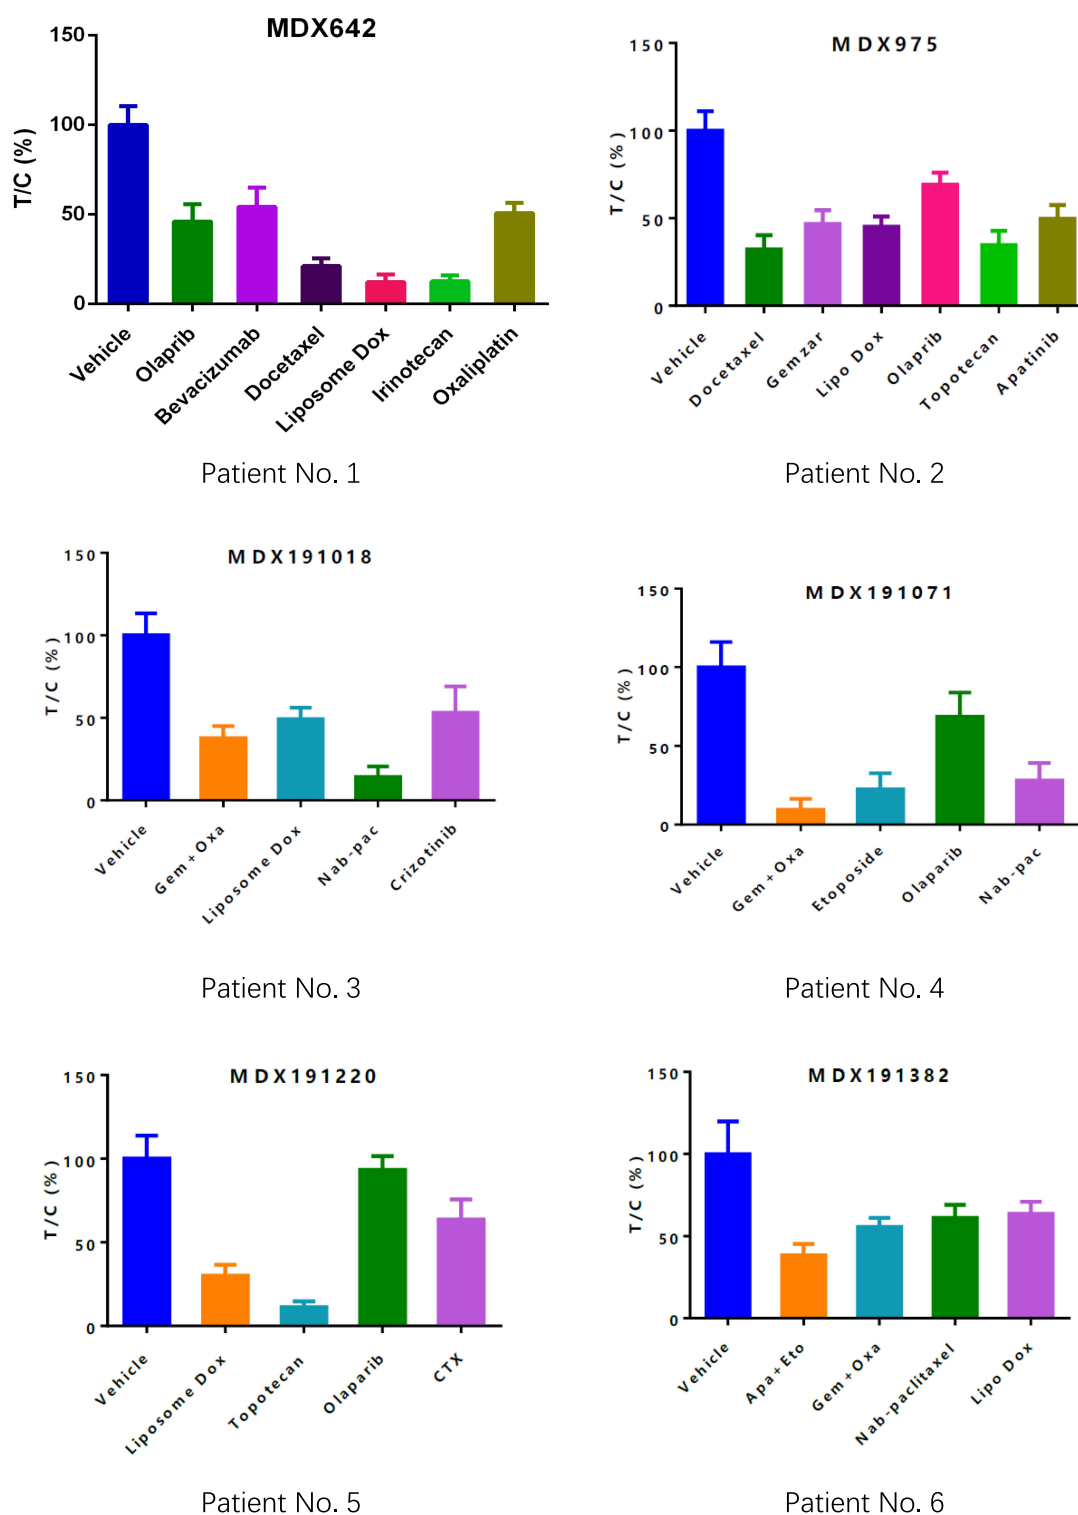 MDX642
T/C (%)
150
100
50
0
Vehicle
Olaprib
Bevacizumab
Docetaxel
Liposome Dox
Irinotecan
Oxaliplatin
Patient No. 1
MDX975
T/C (%)
150
100
50
0
Vehicle
Docetaxel
Gemzar
Lipo Dox
Olaprib
Topotecan
Apatinib
Patient No. 2
MDX191018
T/C (%)
150
100
50
0
Vehicle
Gem+Oxa
Liposome Dox
Nab-pac
Crizotinib
Patient No. 3
MDX191071
T/C (%)
150
100
50
0
Vehicle
Gem+Oxa
Etoposide
Olaparib
Nab-pac
Patient No. 4
MDX191220
T/C (%)
150
100
50
0
Vehicle
Liposome Dox
Topotecan
Olaparib
CTX
Patient No. 5
MDX191382
T/C (%)
150
100
50
0
Vehicle
Apa+Eto
Gem+Oxa
Nab-paclitaxel
Lipo Dox
Patient No. 6